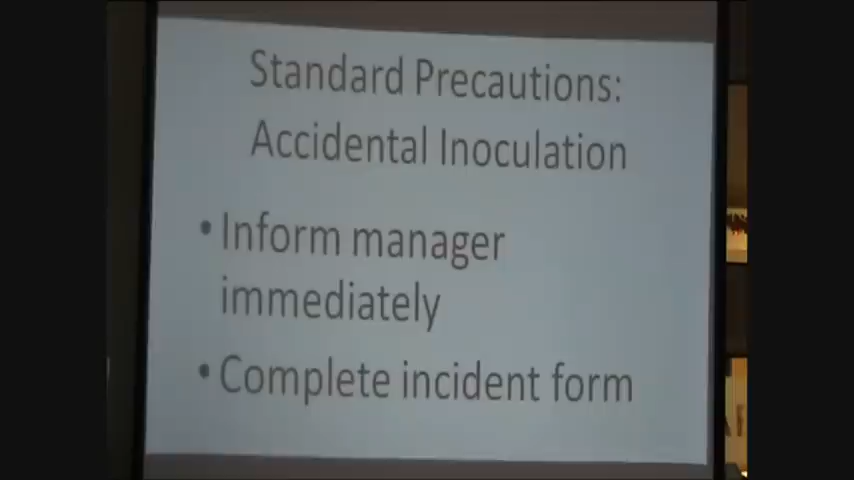 Standard Precautions:
Accidental Inoculation
• Inform manager
immediately
• Complete incident form